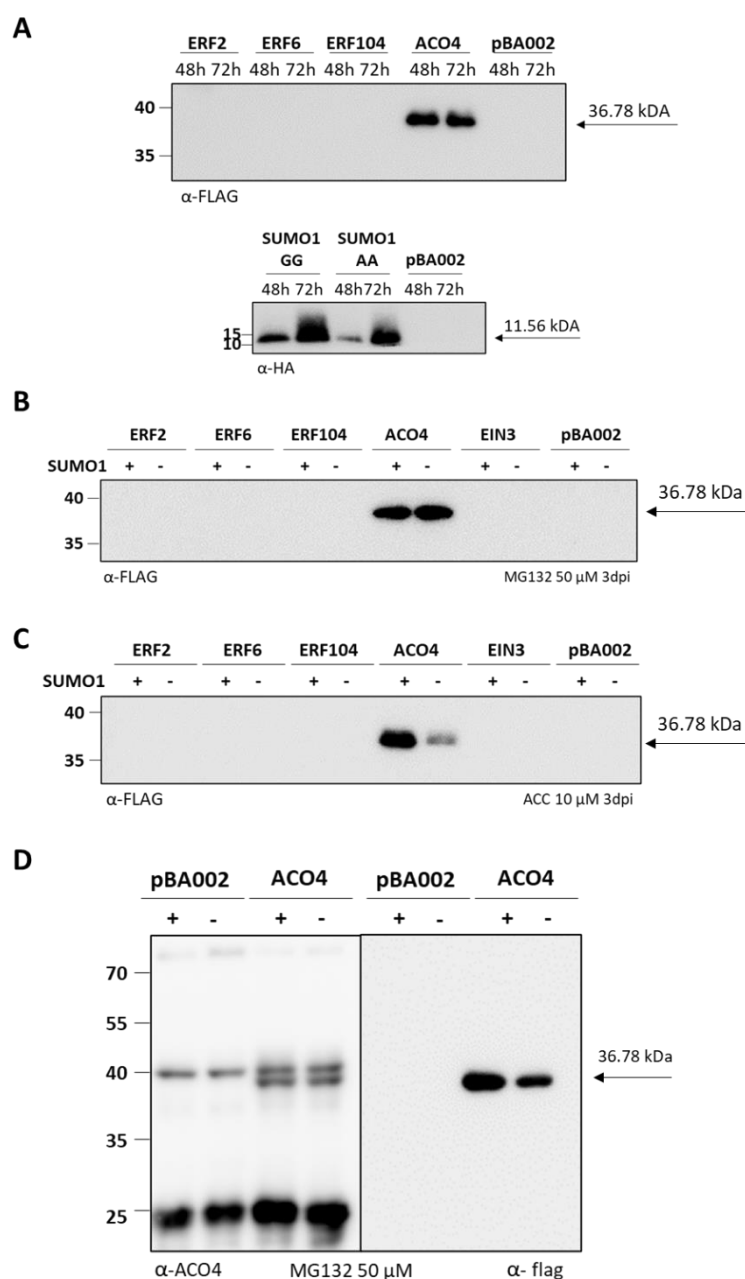 A
ERF2 ERF6 ERF104 ACO4 pBA002
48h 72h 48h 72h 48h 72h 48h 72h 48h 72h
40
36.78 kDA
35
α-FLAG
SUMO1 GG SUMO1 AA pBA002
48h 72h 48h 72h 48h 72h
15
10
11.56 kDA
α-HA
B
ERF2 ERF6 ERF104 ACO4 EIN3 pBA002
SUMO1 + - + - + - + - + - + -
40
36.78 kDa
35
α-FLAG MG132 50 µM 3dpi
C
ERF2 ERF6 ERF104 ACO4 EIN3 pBA002
SUMO1 + - + - + - + - + - + -
40
36.78 kDa
35
α-FLAG ACC 10 µM 3dpi
D
pBA002 ACO4 pBA002 ACO4
+ - + - + - + -
70
55
40
36.78 kDa
35
25
α-ACO4 MG132 50 µM α- flag